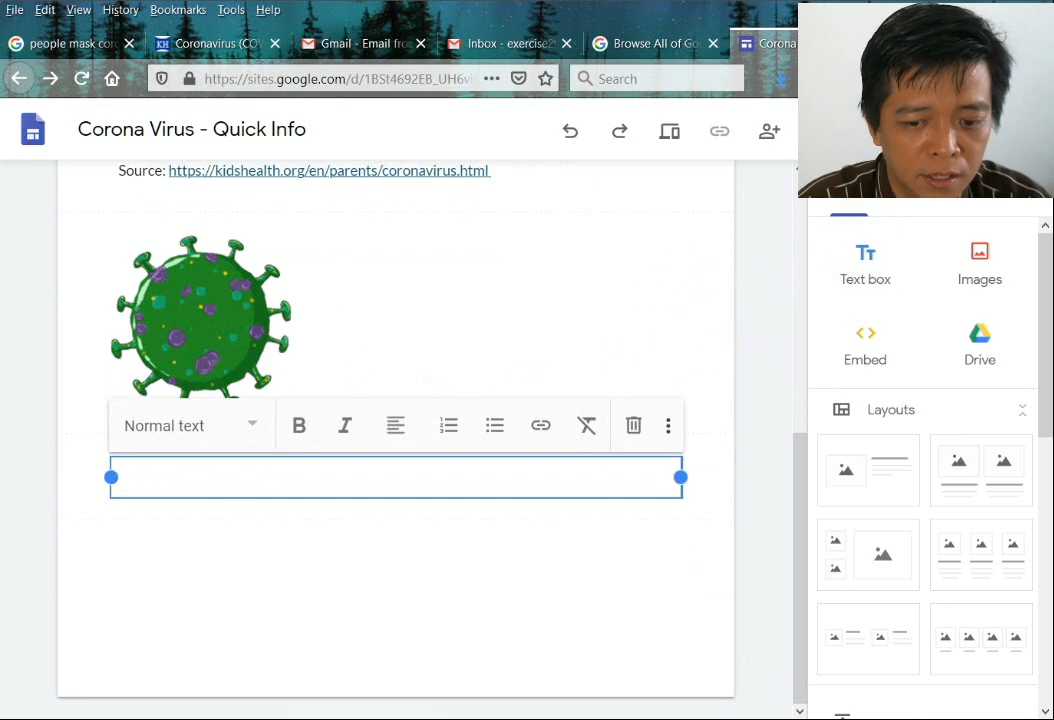 File Edit View History Bookmarks Tools Help
people mask cor
Coronavirus (CO
Gmail - Email fro
Inbox - exercise2
Browse All of Go
Corona
https://sites.google.com/d/1BSt4692EB_UH6vi
Search
Corona Virus - Quick Info
Source: https://kidshealth.org/en/parents/coronavirus.html
Normal text
B I
Text box
Images
Embed
Drive
Layouts